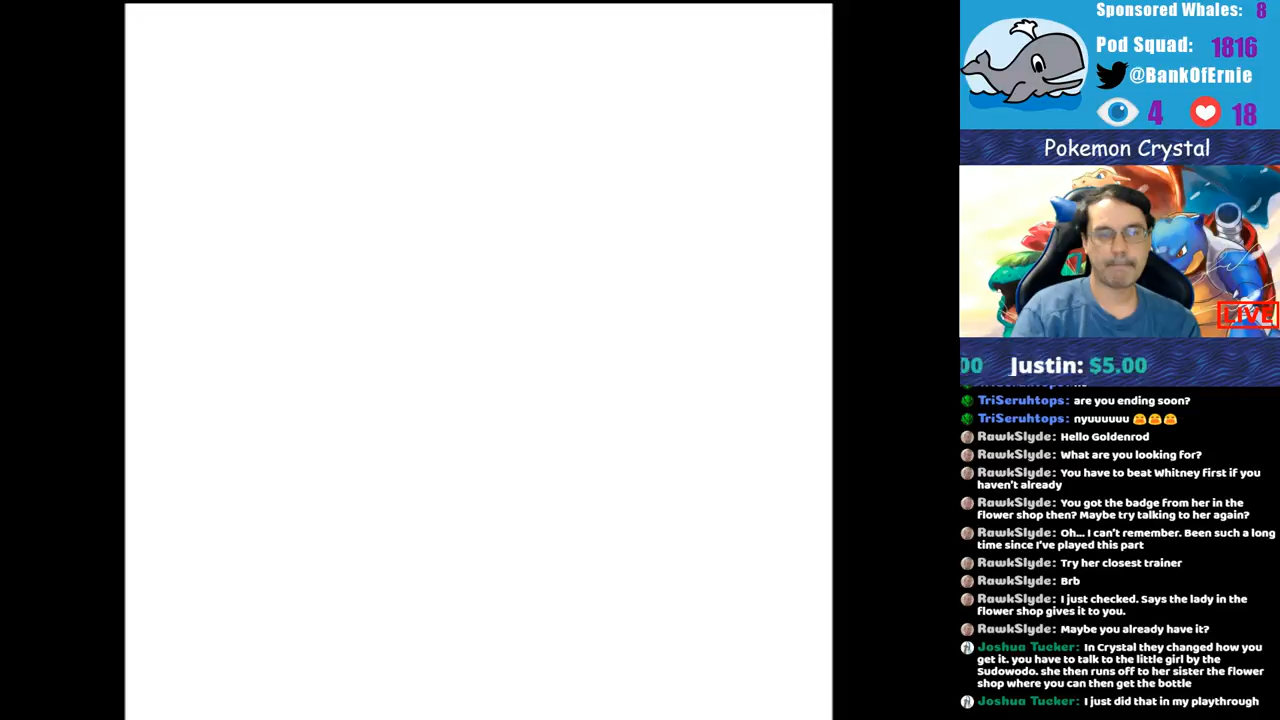 Sponsored Whales: 8
Pod Squad: 1816
@BankOfErnie
4 18
Pokemon Crystal
LIVE
00 Justin: $5.00
TriSeruhtops: are you ending soon?
TriSeruhtops: nyuuuuuu
RawkSlyde: Hello Goldenrod
RawkSlyde: What are you looking for?
RawkSlyde: You have to beat Whitney first if you
haven't already
RawkSlyde: You got the badge from her in the
flower shop then? Maybe try talking to her again?
RawkSlyde: Oh... I can't remember. Been such a long
time since I've played this part
RawkSlyde: Try her closest trainer
RawkSlyde: Brb
RawkSlyde: I just checked. Says the lady in the
flower shop gives it to you.
RawkSlyde: Maybe you already have it?
Joshua Tucker: In Crystal they changed how you
get it. you have to talk to the little girl by the
Sudowodo. she then runs off to her sister the flower
shop where you can then get the bottle
Joshua Tucker: I just did that in my playthrough